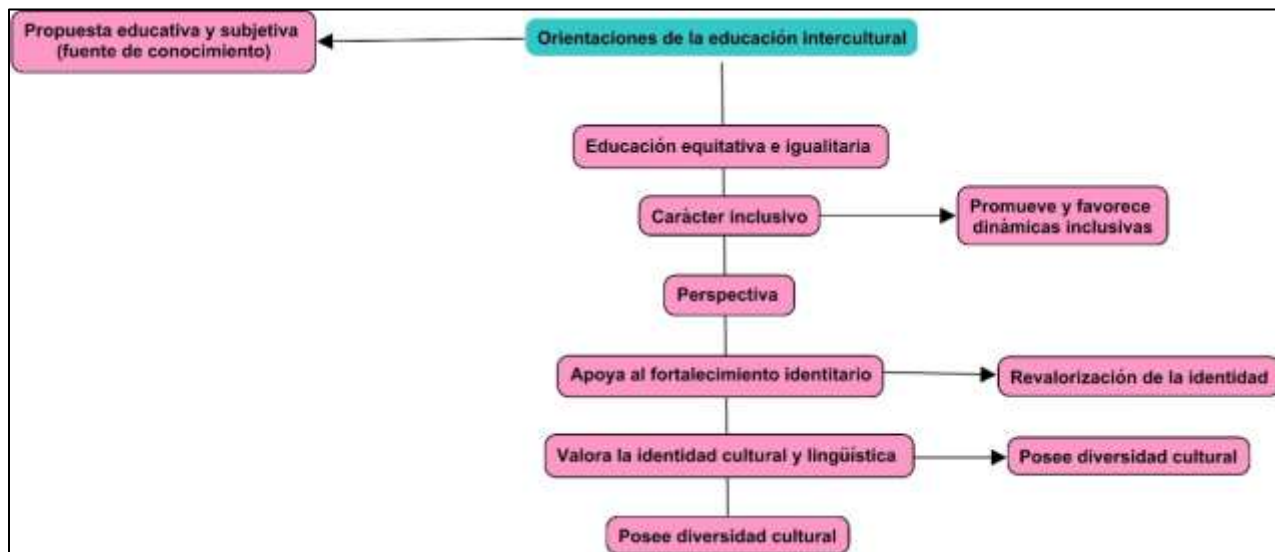 Propuesta educativa y subjetiva
(fuente de conocimiento)
Orientaciones de la educación intercultural
Educación equitativa e igualitaria
Carácter inclusivo
Promueve y favorece
dinámicas inclusivas
Perspectiva
Apoya al fortalecimiento identitario
Revalorización de la identidad
Valora la identidad cultural y lingüística
Posee diversidad cultural
Posee diversidad cultural